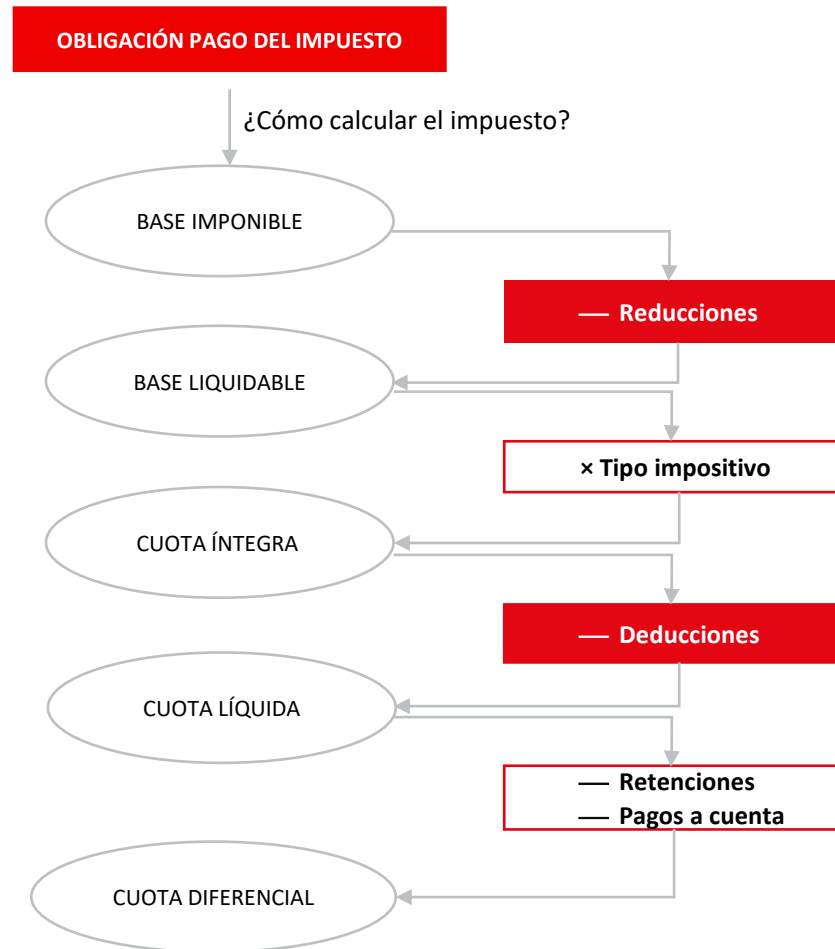 OBLIGACIÓN PAGO DEL IMPUESTO
¿Cómo calcular el impuesto?
BASE IMPONIBLE
— Reducciones
BASE LIQUIDABLE
× Tipo impositivo
CUOTA ÍNTEGRA
— Deducciones
CUOTA LÍQUIDA
— Retenciones
— Pagos a cuenta
CUOTA DIFERENCIAL